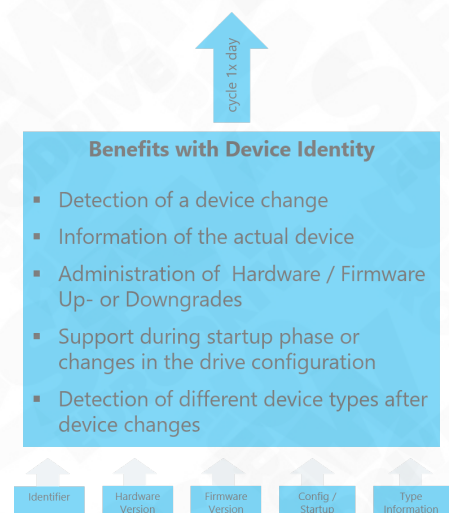 cycle 1x day
Benefits with Device Identity
▪ Detection of a device change
▪ Information of the actual device
▪ Administration of Hardware / Firmware
Up- or Downgrades
▪ Support during startup phase or
changes in the drive configuration
▪ Detection of different device types after
device changes
Identifier
Hardware
Version
Firmware
Version
Config /
Startup
Type
Information